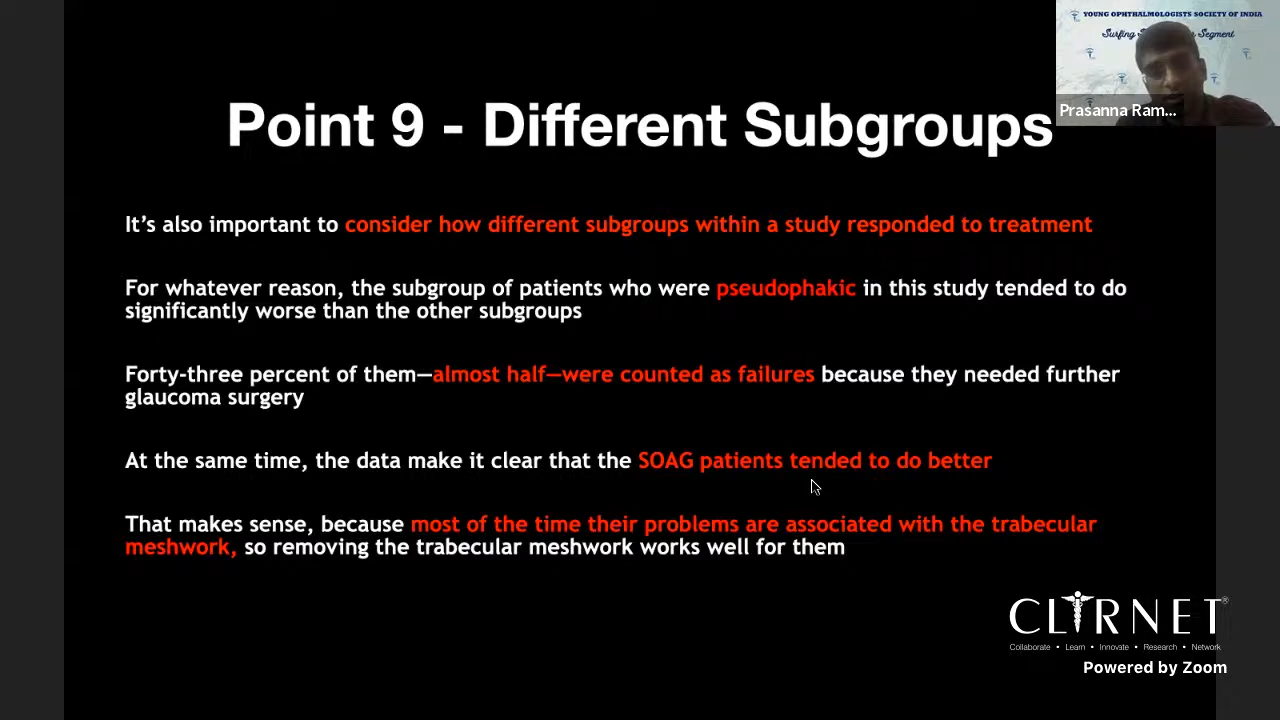 YOUNG OPHTHALMOLOGISTS SOCIETY OF INDIA
Surfing
Segment
Prasanna Ram...
Point 9 - Different Subgroups
It's also important to consider how different subgroups within a study responded to treatment
For whatever reason, the subgroup of patients who were pseudophakic in this study tended to do
significantly worse than the other subgroups
Forty-three percent of them—almost half—were counted as failures because they needed further
glaucoma surgery
At the same time, the data make it clear that the SOAG patients tended to do better
That makes sense, because most of the time their problems are associated with the trabecular
meshwork, so removing the trabecular meshwork works well for them
CLIRNET®
Collaborate • Learn • Innovate • Research • Network
Powered by Zoom